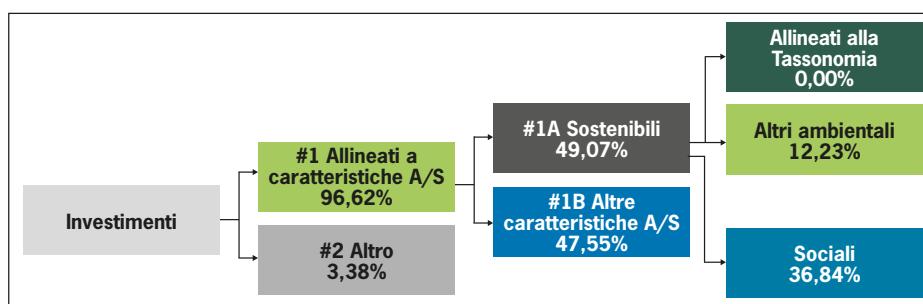 Investimenti
#1 Allineati a
caratteristiche A/S
96,62%
#2 Altro
3,38%
#1A Sostenibili
49,07%
#1B Altre
caratteristiche A/S
47,55%
Allineati alla
Tassonomia
0,00%
Altri ambientali
12,23%
Sociali
36,84%